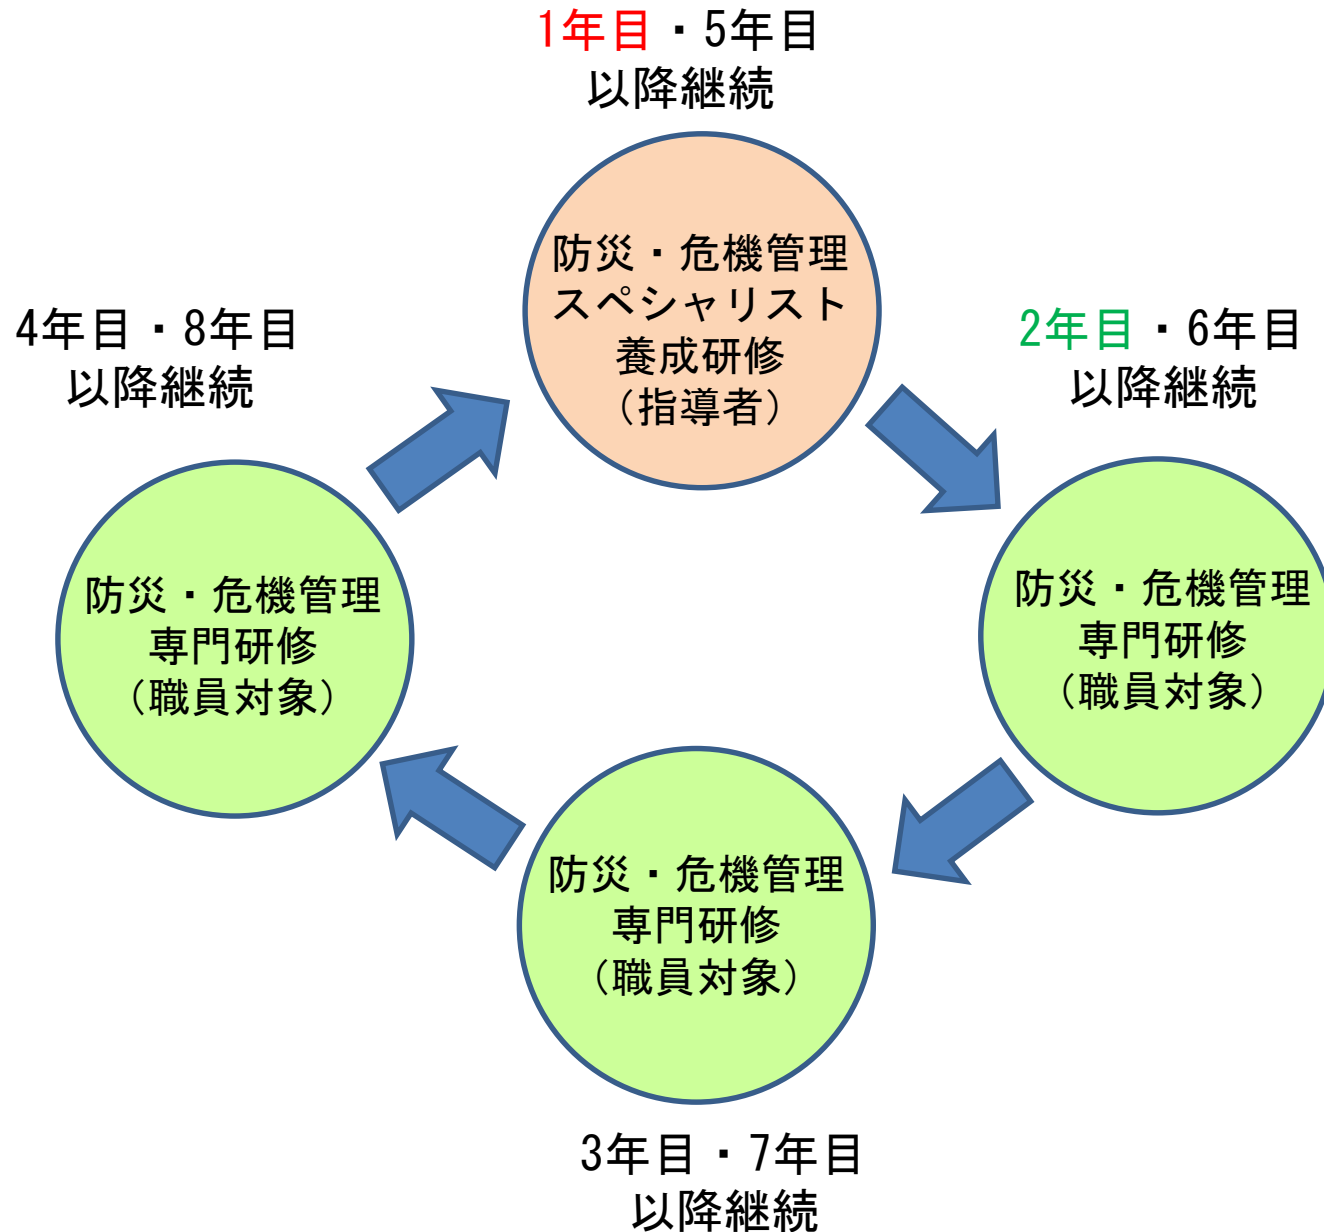 1年目・5年目
以降継続
防災・危機管理
スペシャリスト
養成研修
（指導者）
2年目・6年目
以降継続
防災・危機管理
専門研修
（職員対象）
3年目・7年目
以降継続
防災・危機管理
専門研修
（職員対象）
4年目・8年目
以降継続
防災・危機管理
専門研修
（職員対象）